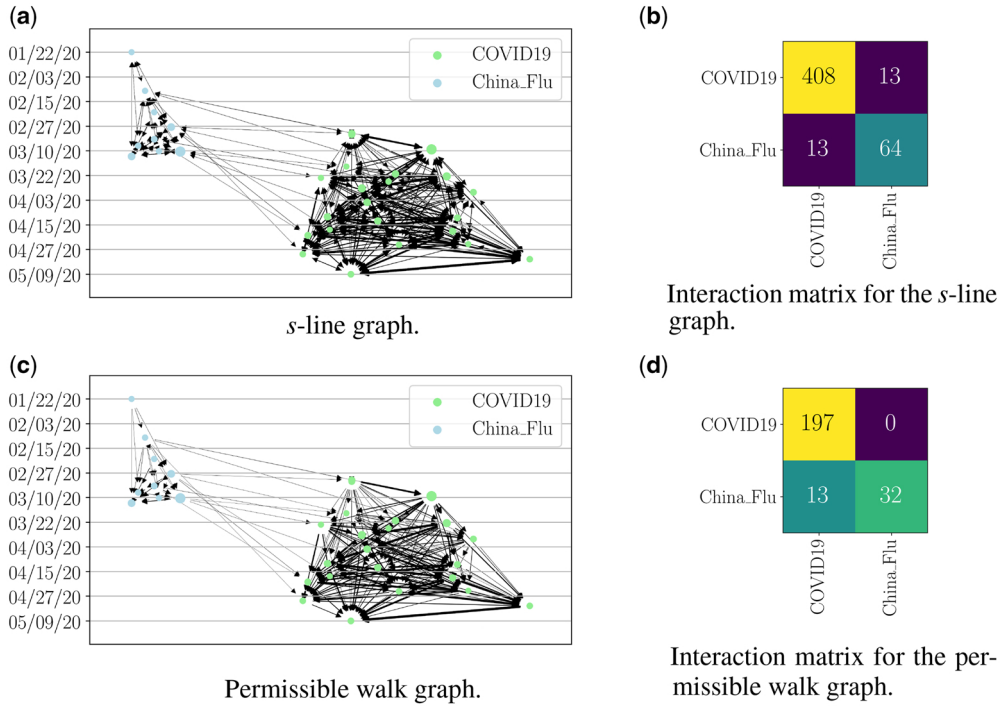 (a)
COVID19
China_Flu
01/22/20
02/03/20
02/15/20
02/27/20
03/10/20
03/22/20
04/03/20
04/15/20
04/27/20
05/09/20
s-line graph.
(b)
COVID19
408
13
China_Flu
13
64
COVID19
China_Flu
Interaction matrix for the s-line
graph.
(c)
COVID19
China_Flu
01/22/20
02/03/20
02/15/20
02/27/20
03/10/20
03/22/20
04/03/20
04/15/20
04/27/20
05/09/20
Permissible walk graph.
(d)
COVID19
197
0
China_Flu
13
32
COVID19
China_Flu
Interaction matrix for the per-
missible walk graph.